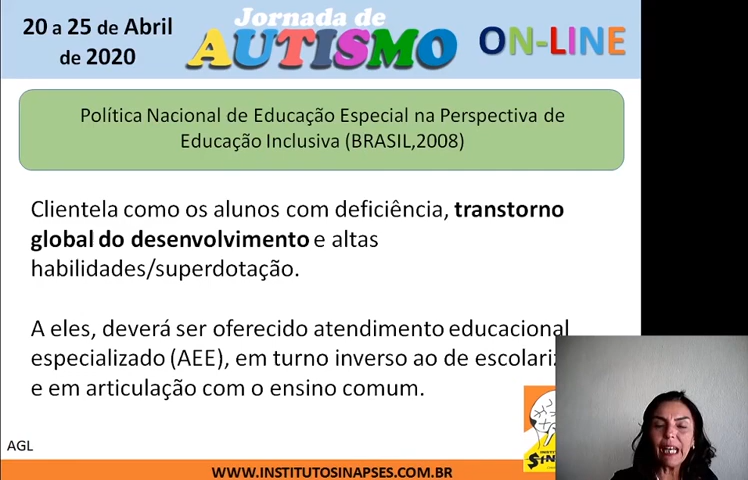 20 a 25 de Abril
de 2020
Jornada de
AUTISMO
ON-LINE
Política Nacional de Educação Especial na Perspectiva de
Educação Inclusiva (BRASIL,2008)
Clientela como os alunos com deficiência, transtorno
global do desenvolvimento e altas
habilidades/superdotação.
A eles, deverá ser oferecido atendimento educacional
especializado (AEE), em turno inverso ao de
e em articulação com o ensino comum.
AGL
WWW.INSTITUTOSINAPSES.COM.BR